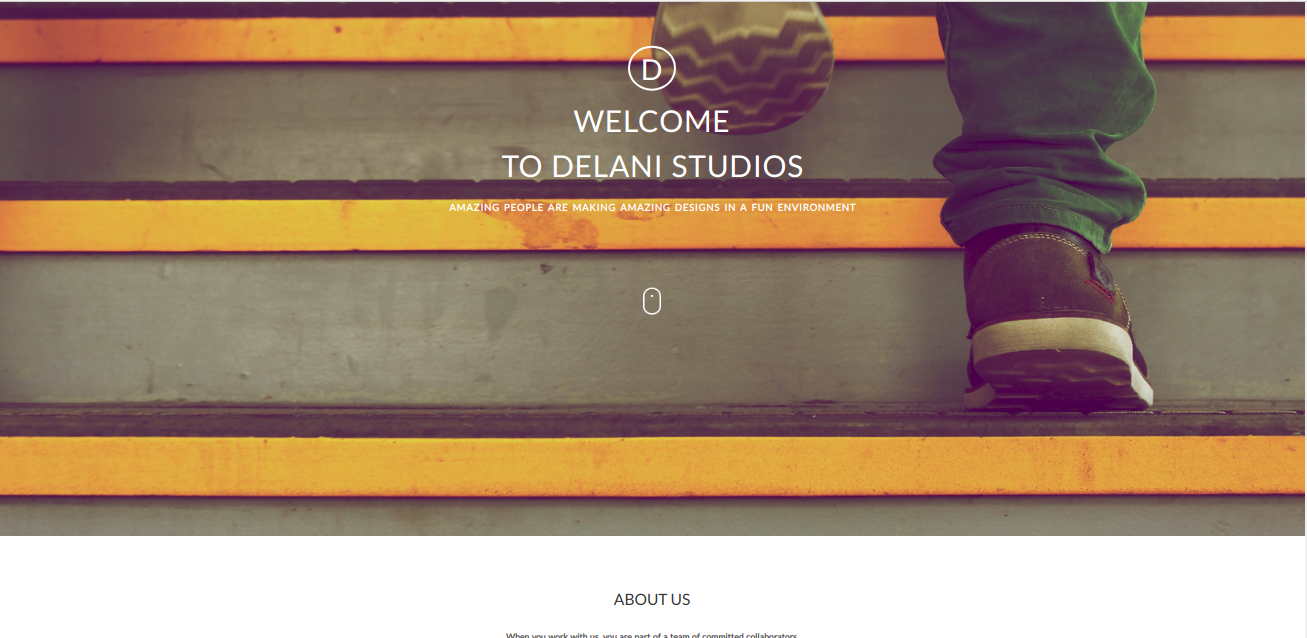 D
WELCOME
TO DELANI STUDIOS
AMAZING PEOPLE ARE MAKING AMAZING DESIGNS IN A FUN ENVIRONMENT
ABOUT US
When you work with us, you are part of a team of committed collaborators